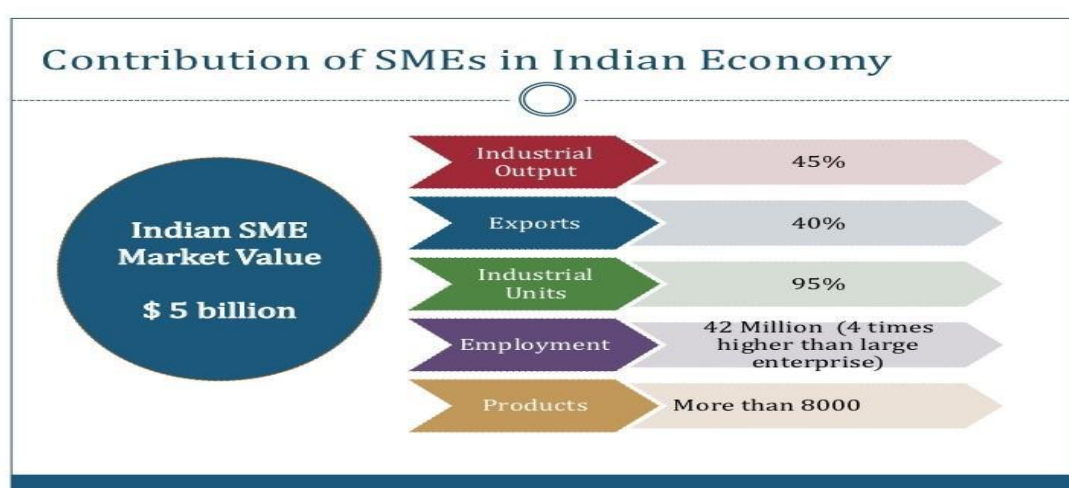 Contribution of SMEs in Indian Economy
Indian SME
Market Value
$ 5 billion
Industrial
Output
45%
Exports
40%
Industrial
Units
95%
Employment
42 Million (4 times
higher than large
enterprise)
Products
More than 8000